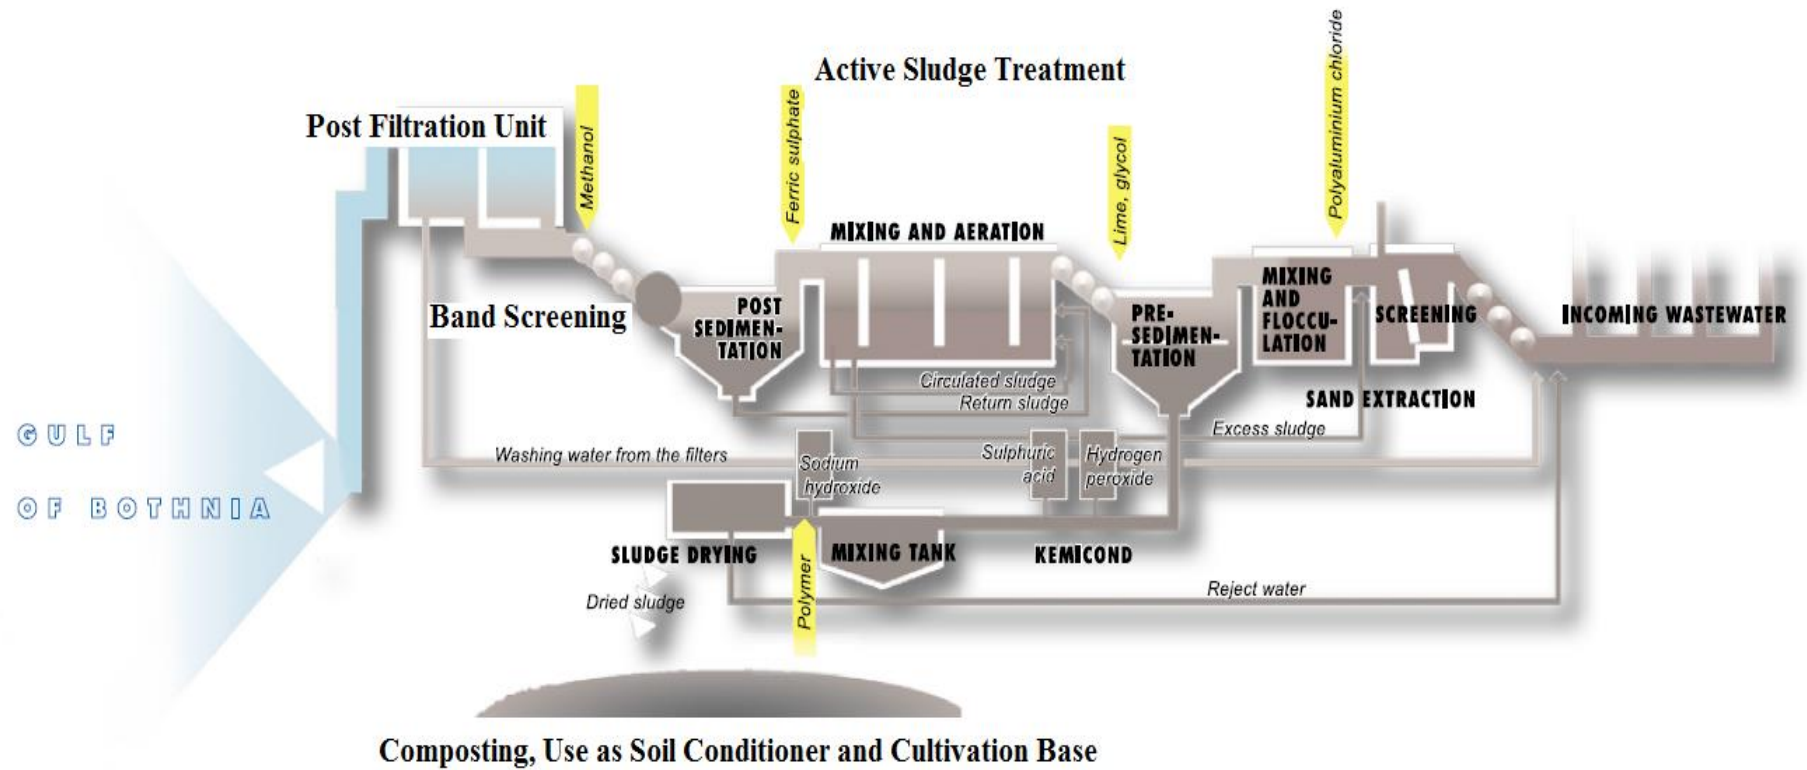 Active Sludge Treatment
Post Filtration Unit
Methanol
Ferric sulphate
Lime, glycol
Polyaluminium chloride
MIXING AND AERATION
Band Screening
POST
SEDIMEN-
TATION
PRE-
SEDIMEN-
TATION
MIXING
AND
FLOCCU-
LATION
SCREENING
INCOMING WASTEWATER
Circulated sludge
Return sludge
SAND EXTRACTION
Excess sludge
GULF
OF BOTHNIA
Washing water from the filters
Sodium
hydroxide
Sulphuric
acid
Hydrogen
peroxide
SLUDGE DRYING
Polymer
MIXING TANK
KEMICOND
Dried sludge
Reject water
Composting, Use as Soil Conditioner and Cultivation Base